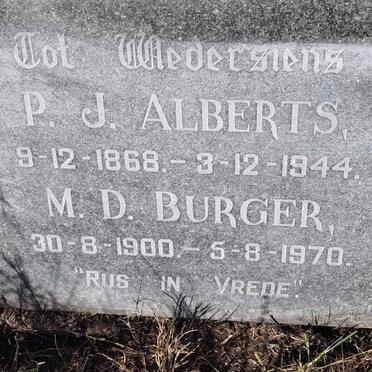 Tot Wedersiens
P. J. ALBERTS,
9-12-1868.- 3-12-1944.
M. D. BURGER,
30-8-1900.- 5-8-1970.
"RUS IN VREDE."